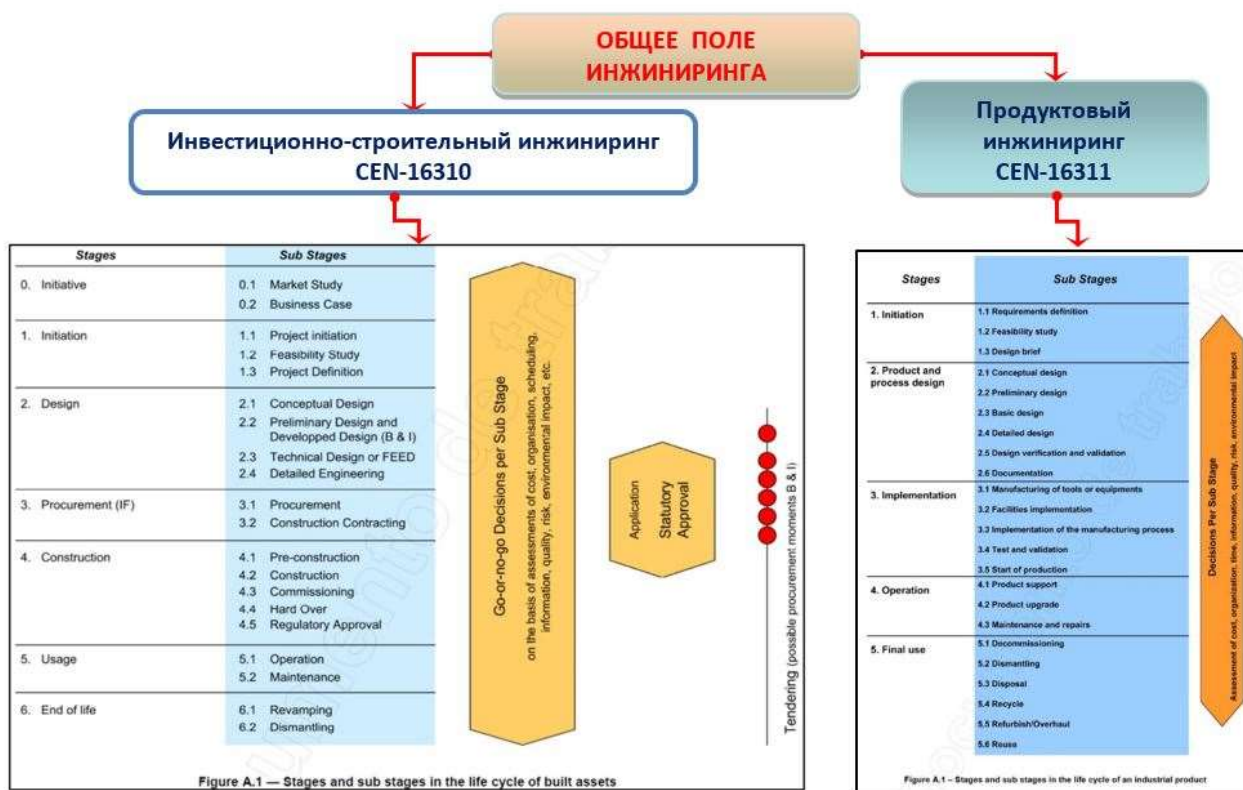 ОБЩЕЕ ПОЛЕ
ИНЖИНИРИНГА
Инвестиционно-строительный инжиниринг
CEN-16310
Продуктовый
инжиниринг
CEN-16311
Stages Sub Stages
0. Initiative 0.1 Market Study
0.2 Business Case
1. Initiation 1.1 Project initiation
1.2 Feasibility Study
1.3 Project Definition
2. Design 2.1 Conceptual Design
2.2 Preliminary Design and
Developped Design (B & I)
2.3 Technical Design or FEED
2.4 Detailed Engineering
3. Procurement (IF) 3.1 Procurement
3.2 Construction Contracting
4. Construction 4.1 Pre-construction
4.2 Construction
4.3 Commissioning
4.4 Hard Over
4.5 Regulatory Approval
5. Usage 5.1 Operation
5.2 Maintenance
6. End of life 6.1 Revamping
6.2 Dismantling
Go-or-no-go Decisions per Sub Stage
on the basis of assessments of cost, organisation, scheduling,
information, quality, risk, environmental impact, etc.
Application
Statutory
Approval
Tendering (possible procurement moments B & I)
Figure A.1 — Stages and sub stages in the life cycle of built assets
Stages Sub Stages
1. Initiation 1.1 Requirements definition
1.2 Feasibility study
1.3 Design brief
2. Product and
process design
2.1 Conceptual design
2.2 Preliminary design
2.3 Basic design
2.4 Detailed design
2.5 Design verification and validation
2.6 Documentation
3. Implementation 3.1 Manufacturing of tools or equipments
3.2 Facilities implementation
3.3 Implementation of the manufacturing process
3.4 Test and validation
3.5 Start of production
4. Operation 4.1 Product support
4.2 Product upgrade
4.3 Maintenance and repairs
5. Final use 5.1 Decommissioning
5.2 Dismantling
5.3 Disposal
5.4 Recycle
5.5 Refurbish/Overhaul
5.6 Reuse
Decisions Per Sub Stage
Assessment of cost, organization, time, information, quality, risk, environmental impact
Figure A.1 – Stages and sub stages in the life cycle of an industrial product